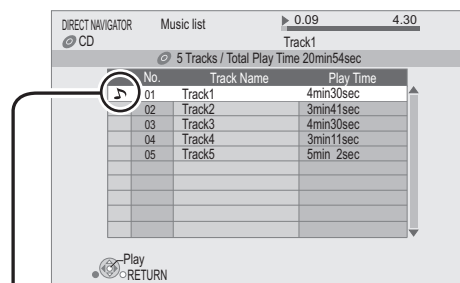 DIRECT NAVIGATOR Music list 0.09 4.30
CD Track1
5 Tracks / Total Play Time 20min54sec
No. Track Name Play Time
01 Track1 4min30sec
02 Track2 3min41sec
03 Track3 4min30sec
04 Track4 3min11sec
05 Track5 5min 2sec
Play
RETURN